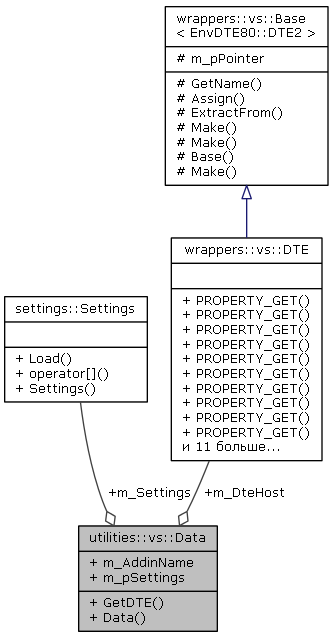 wrappers::vs::Base
< EnvDTE80::DTE2 >
# m_pPointer
# GetName()
# Assign()
# ExtractFrom()
# Make()
# Make()
# Base()
# Make()
wrappers::vs::DTE
+ PROPERTY_GET()
+ PROPERTY_GET()
+ PROPERTY_GET()
+ PROPERTY_GET()
+ PROPERTY_GET()
+ PROPERTY_GET()
+ PROPERTY_GET()
+ PROPERTY_GET()
+ PROPERTY_GET()
+ PROPERTY_GET()
и 11 больше...
settings::Settings
+ Load()
+ operator[]()
+ Settings()
+m_Settings
+m_DteHost
utilities::vs::Data
+ m_AddinName
+ m_pSettings
+ GetDTE()
+ Data()